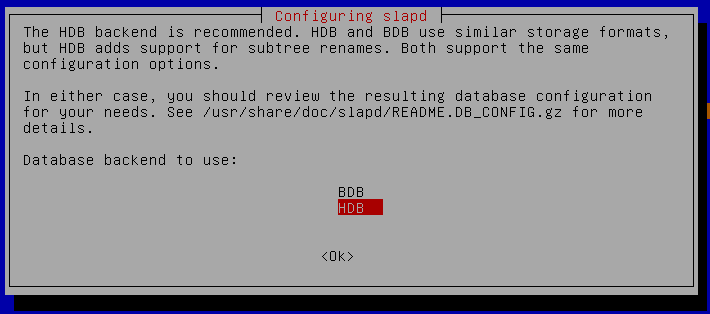 Configuring slapd
The HDB backend is recommended. HDB and BDB use similar storage formats,
but HDB adds support for subtree renames. Both support the same
configuration options.
In either case, you should review the resulting database configuration
for your needs. See /usr/share/doc/slapd/README.DB_CONFIG.gz for more
details.
Database backend to use:
BDB
HDB
<Ok>